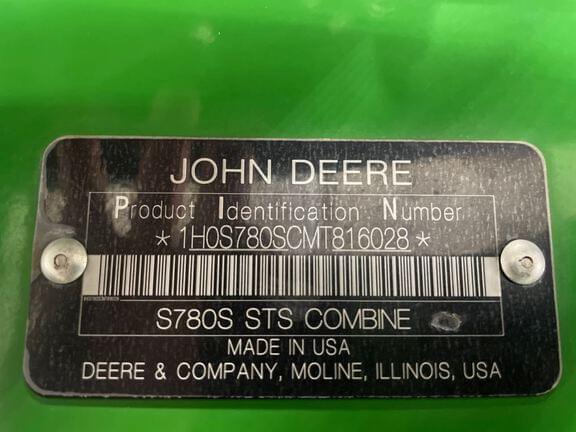 JOHN DEERE
Product Identification Number
*1H0S780SCMT816028*
S780S STS COMBINE
MADE IN USA
DEERE & COMPANY, MOLINE, ILLINOIS, USA